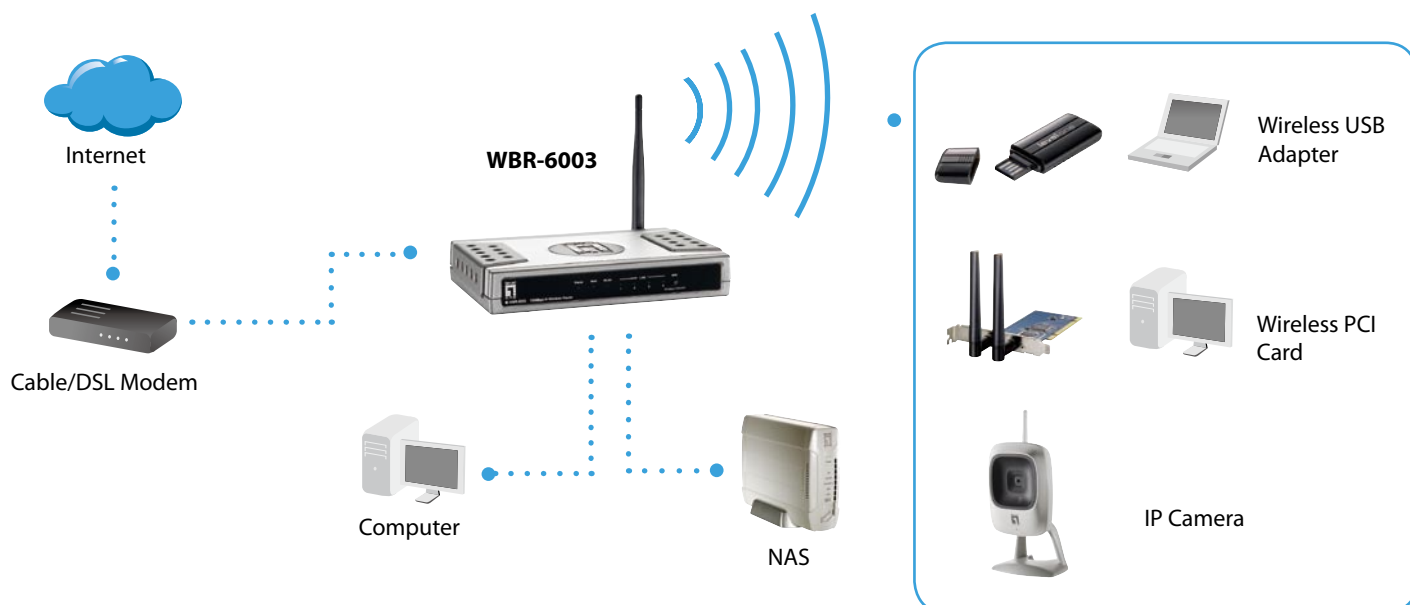 Internet
WBR-6003
Cable/DSL Modem
Computer
NAS
Wireless USB
Adapter
Wireless PCI
Card
IP Camera